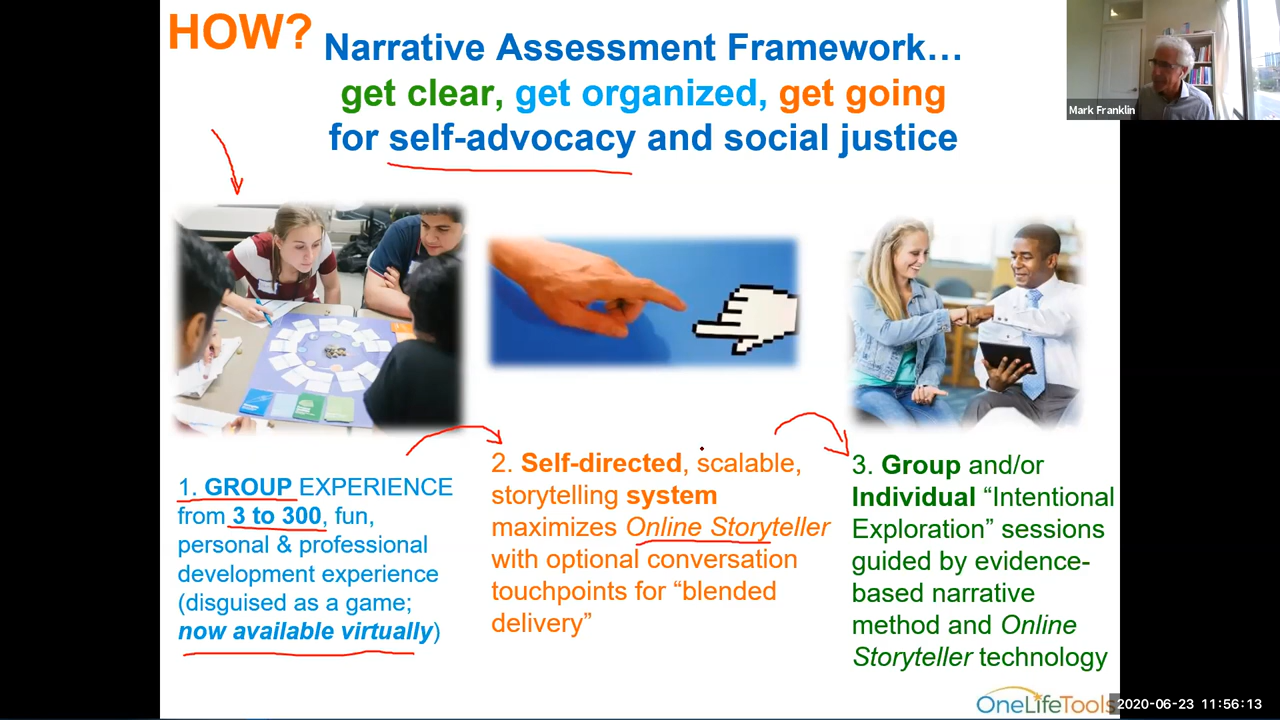 HOW?
Narrative Assessment Framework…
get clear, get organized, get going
for self-advocacy and social justice
Mark Franklin
1. GROUP EXPERIENCE
from 3 to 300, fun,
personal & professional
development experience
(disguised as a game;
now available virtually)
2. Self-directed, scalable,
storytelling system
maximizes Online Storyteller
with optional conversation
touchpoints for “blended
delivery”
3. Group and/or
Individual “Intentional
Exploration” sessions
guided by evidence-
based narrative
method and Online
Storyteller technology
OneLifeTools
2020-06-23 11:56:13